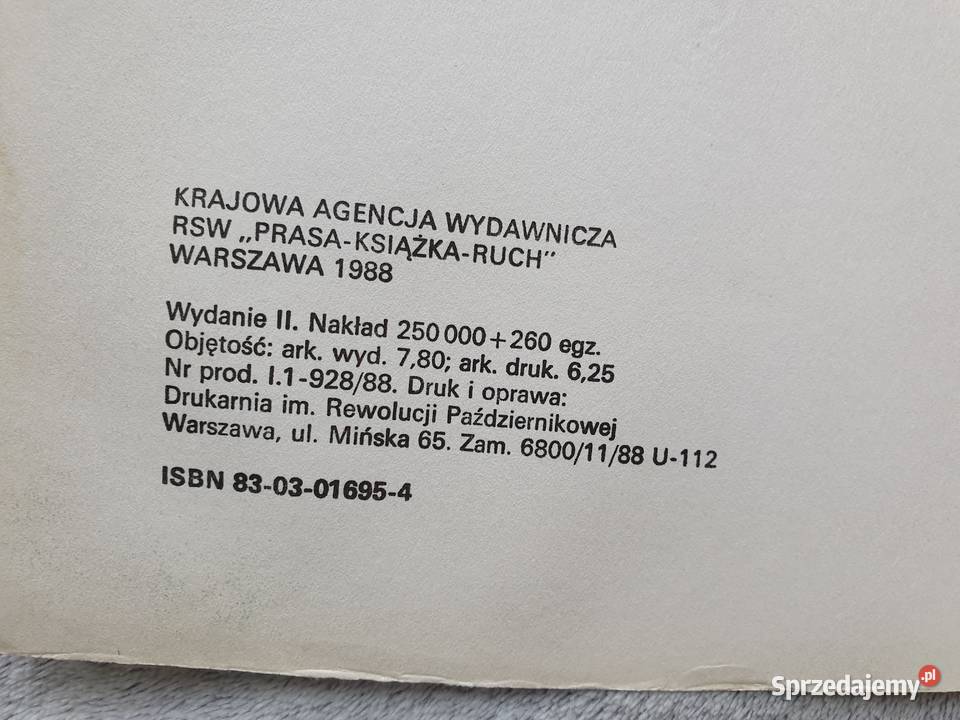 KRAJOWA AGENCJA WYDAWNICZA
RSW „PRASA-KSIĄŻKA-RUCH”
WARSZAWA 1988
Wydanie II. Nakład 250 000 + 260 egz.
Objętość: ark. wyd. 7,80; ark. druk. 6,25
Nr prod. I.1-928/88. Druk i oprawa:
Drukarnia im. Rewolucji Październikowej
Warszawa, ul. Mińska 65. Zam. 6800/11/88 U-112
ISBN 83-03-01695-4
Sprzedajemy.pl